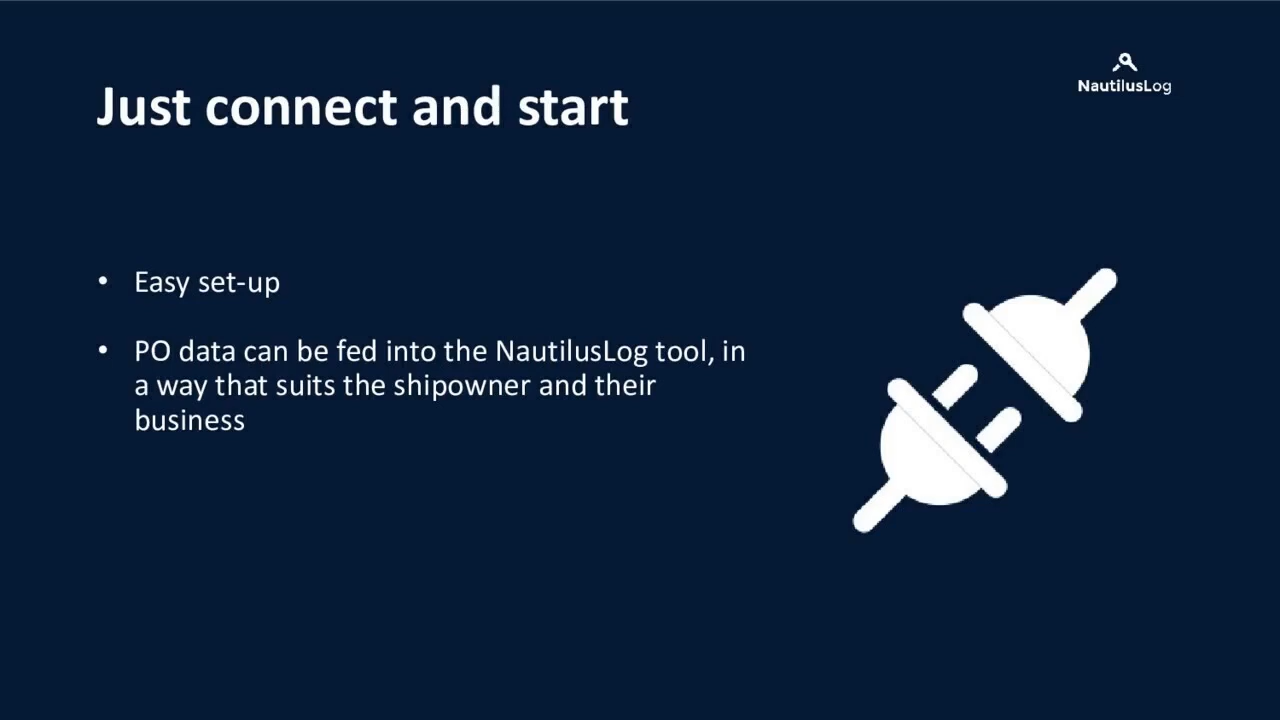 Just connect and start
NautilusLog
• Easy set-up
• PO data can be fed into the NautilusLog tool, in
a way that suits the shipowner and their
business